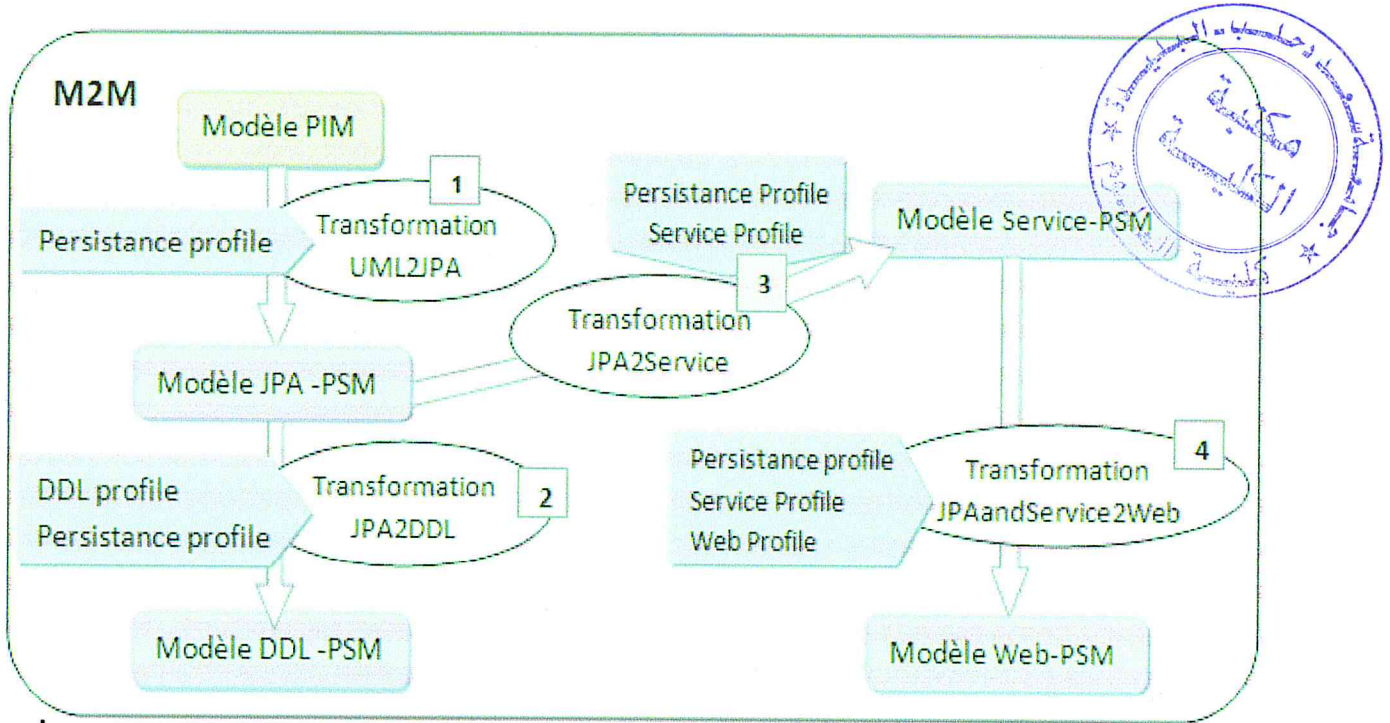 M2M
Modèle PIM
1
Persistance profile
Transformation
UML2JPA
Persistance Profile
Service Profile
Modèle Service-PSM
3
Transformation
JPA2Service
Modèle JPA -PSM
DDL profile
Persistance profile
Transformation
JPA2DDL
2
Persistance profile
Service Profile
Web Profile
4
Transformation
JPAandService2Web
Modèle DDL -PSM
Modèle Web-PSM
مكتبة
الكلية